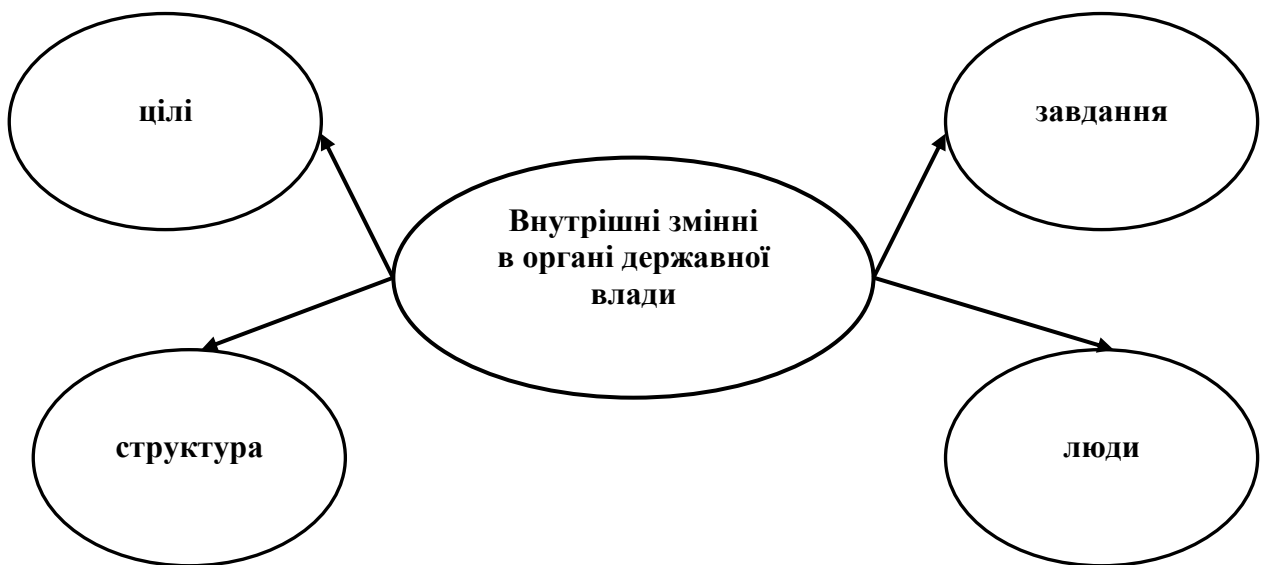 цілі
завдання
Внутрішні змінні
в органі державної
влади
структура
люди